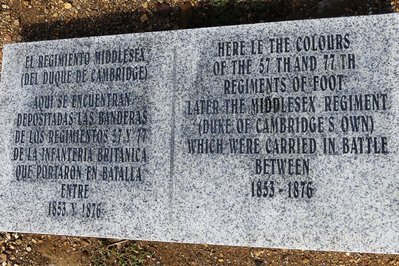 EL REGIMIENTO MIDDLESEX
(DEL DUQUE DE CAMBRIDGE)
AQUI SE ENCUENTRAN
DEPOSITADAS LAS BANDERAS
DE LOS REGIMIENTOS 57 Y 77
DE LA INFANTERIA BRITANICA
QUE PORTARON EN BATALLA
ENTRE
1853 Y 1876
HERE LE THE COLOURS
OF THE 57 TH AND 77 TH
REGIMENTS OF FOOT
LATER THE MIDDLESEX REGIMENT
(DUKE OF CAMBRIDGE'S OWN)
WHICH WERE CARRIED IN BATTLE
BETWEEN
1853 - 1876